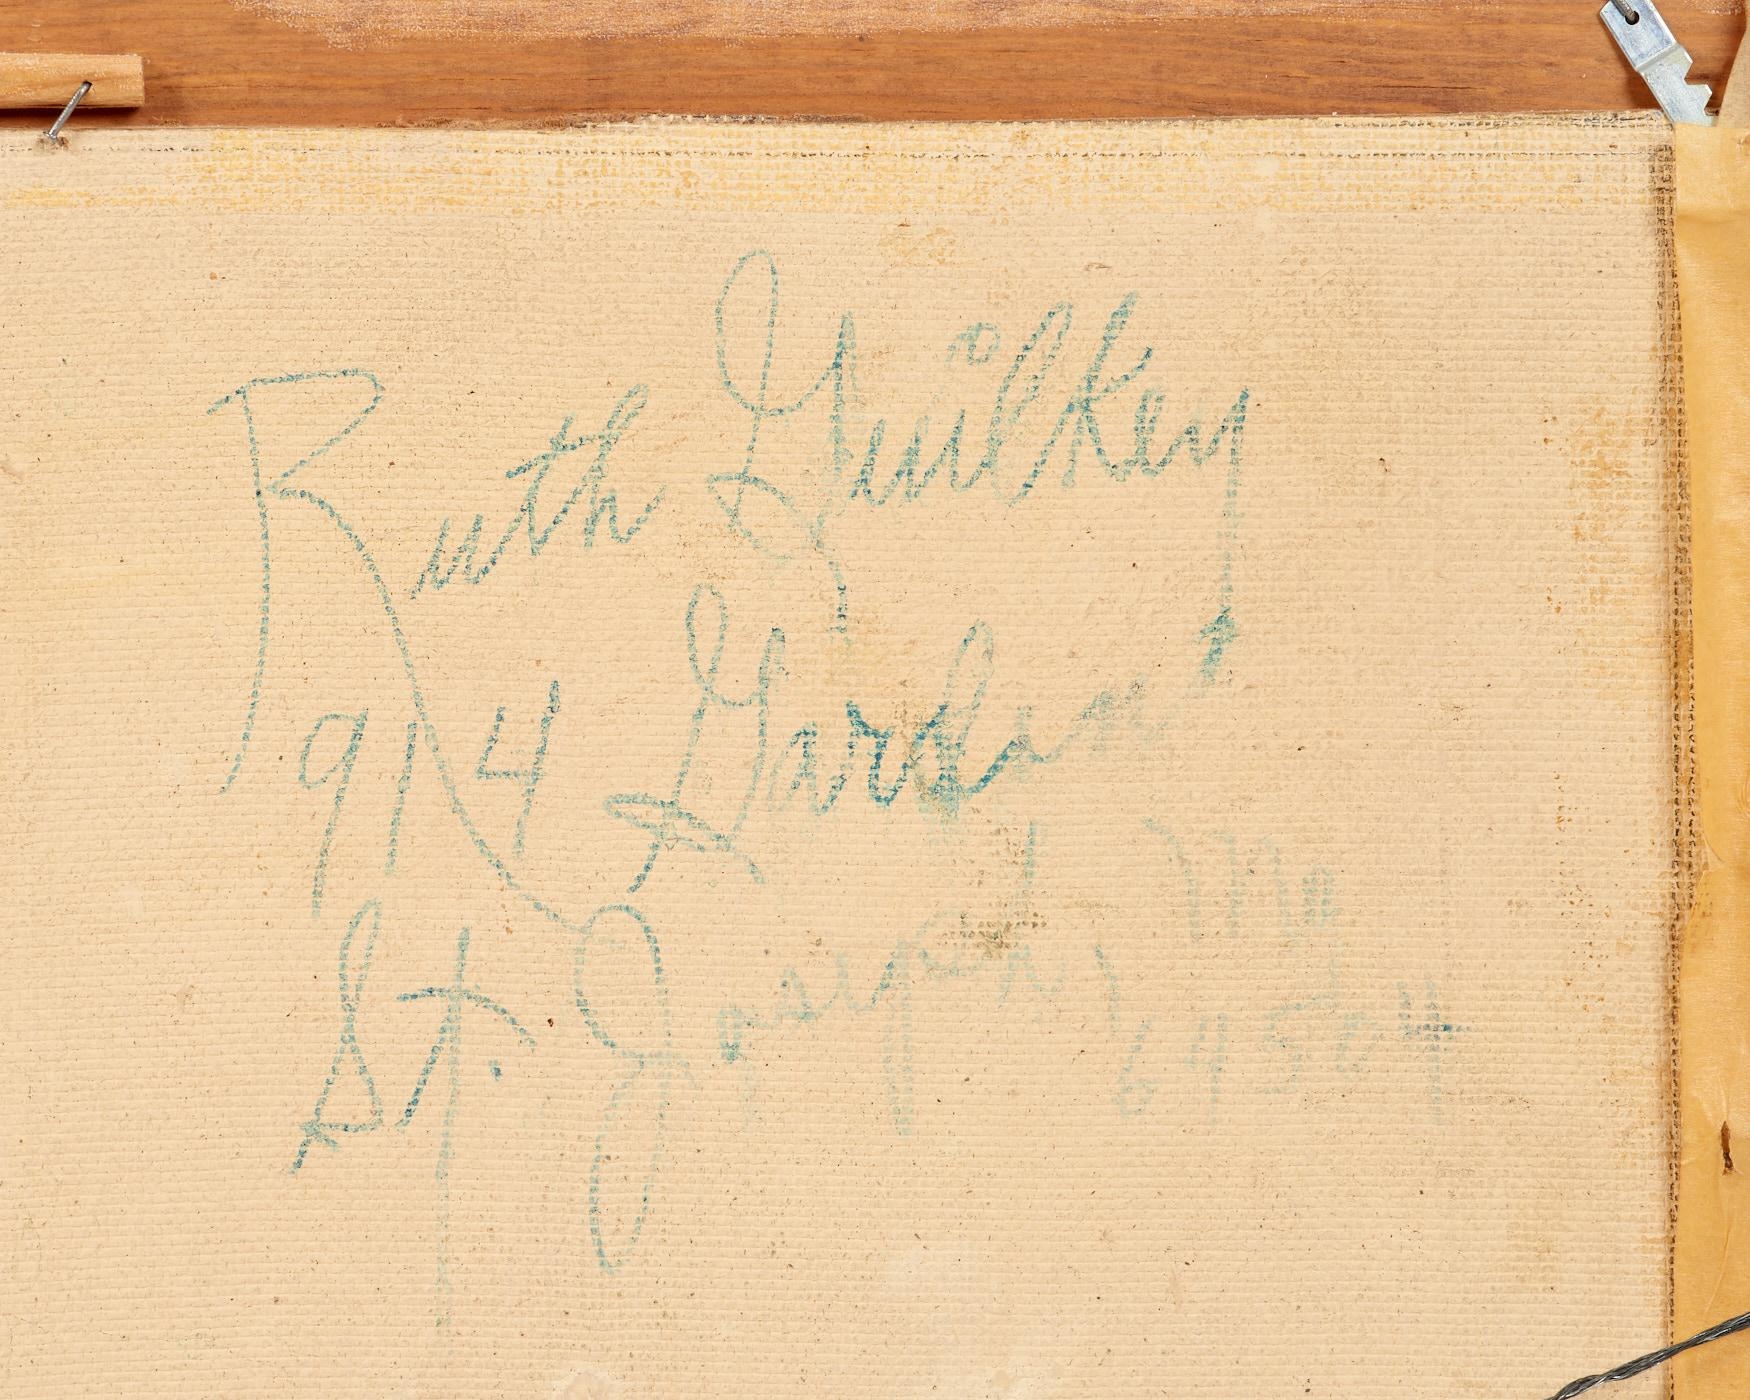 Ruth Guilkey
914 Garden
St. Joseph Mo
64504